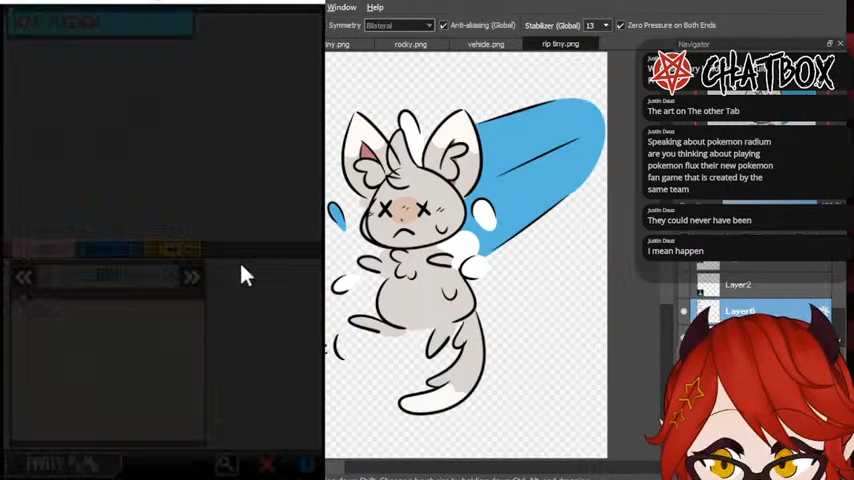 Window Help
Symmetry Bilateral Anti-aliasing (Global) Stabilizer (Global) 13 Zero Pressure on Both Ends
tiny.png rocky.png vehicle.png rip tiny.png
Navigator
CHATBOX
The art on The other Tab
Justin Dauz
Speaking about pokemon radium
are you thinking about playing
pokemon flux their new pokemon
fan game that is created by the
same team
Justin Dauz
They could never have been
Justin Dauz
I mean happen
Layer2
Layer6